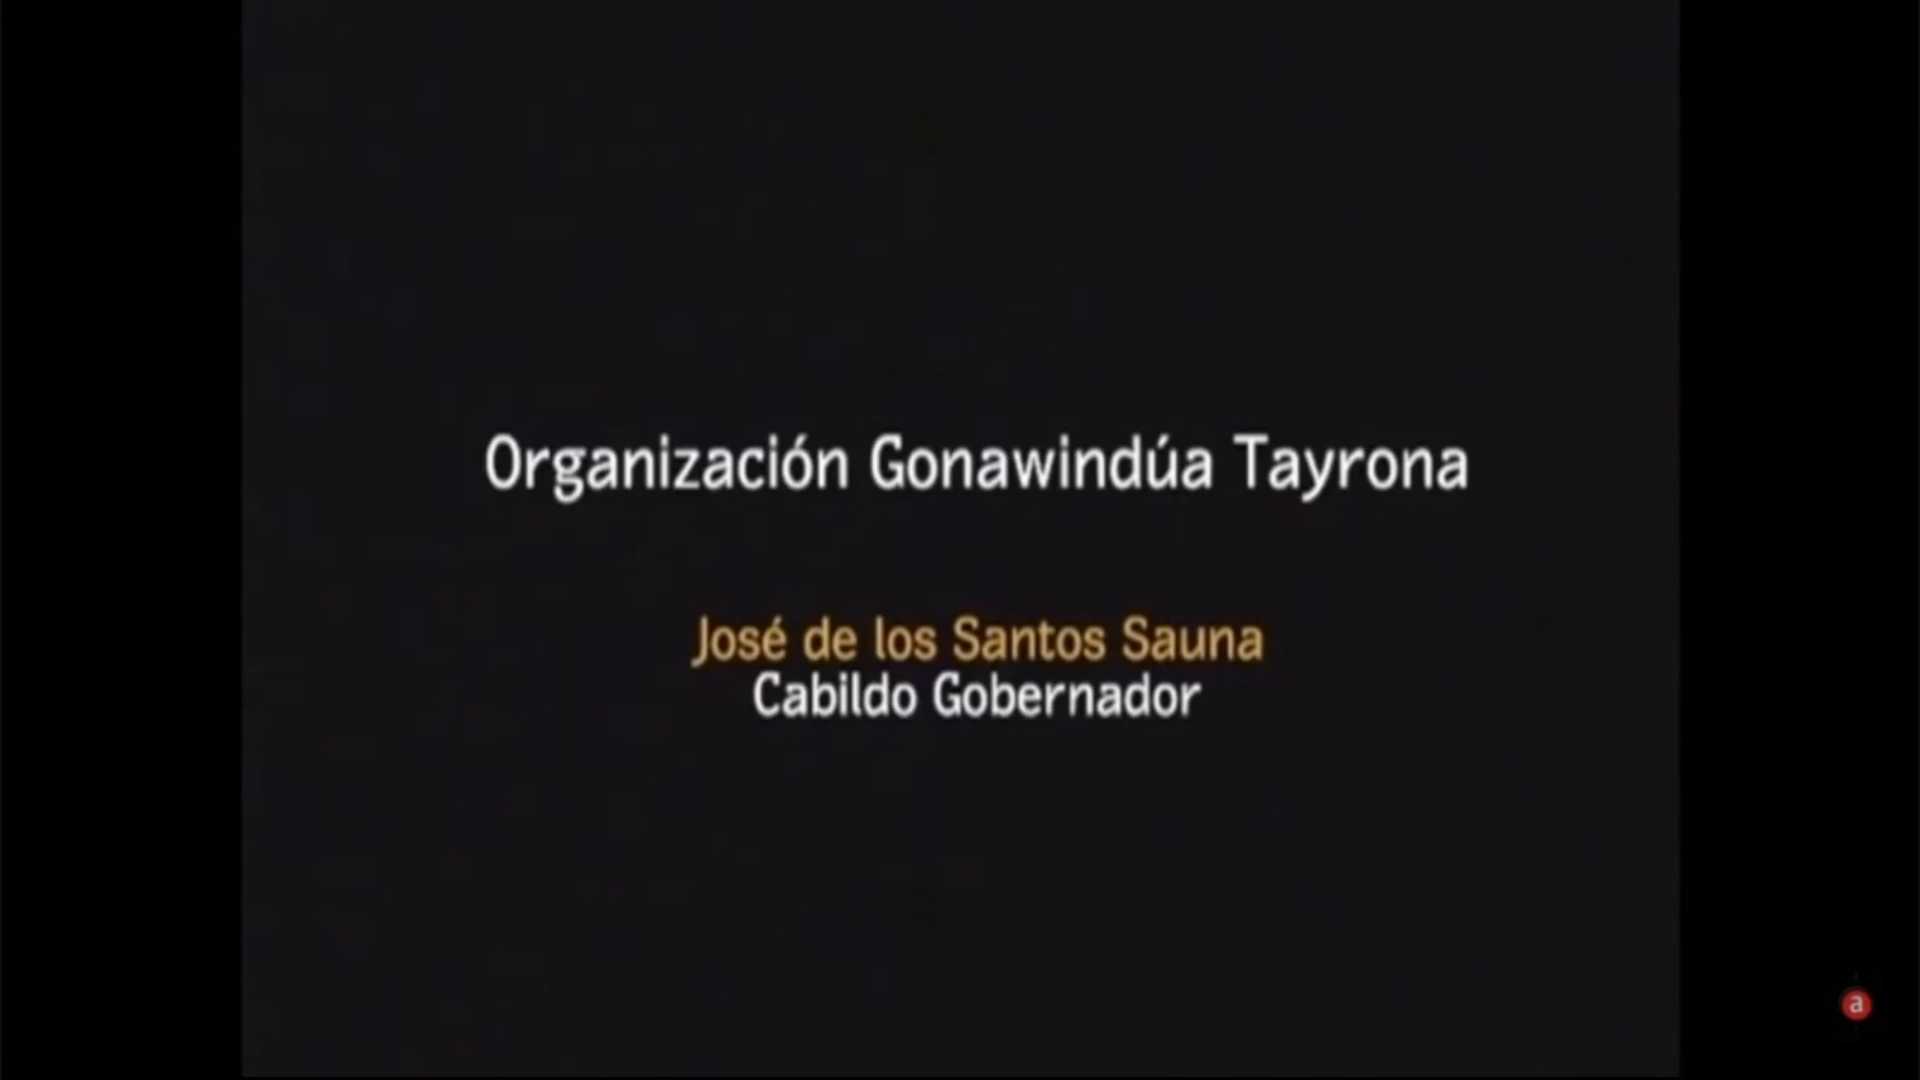 Organización Gonawindúa Tayrona
José de los Santos Sauna
Cabildo Gobernador
a